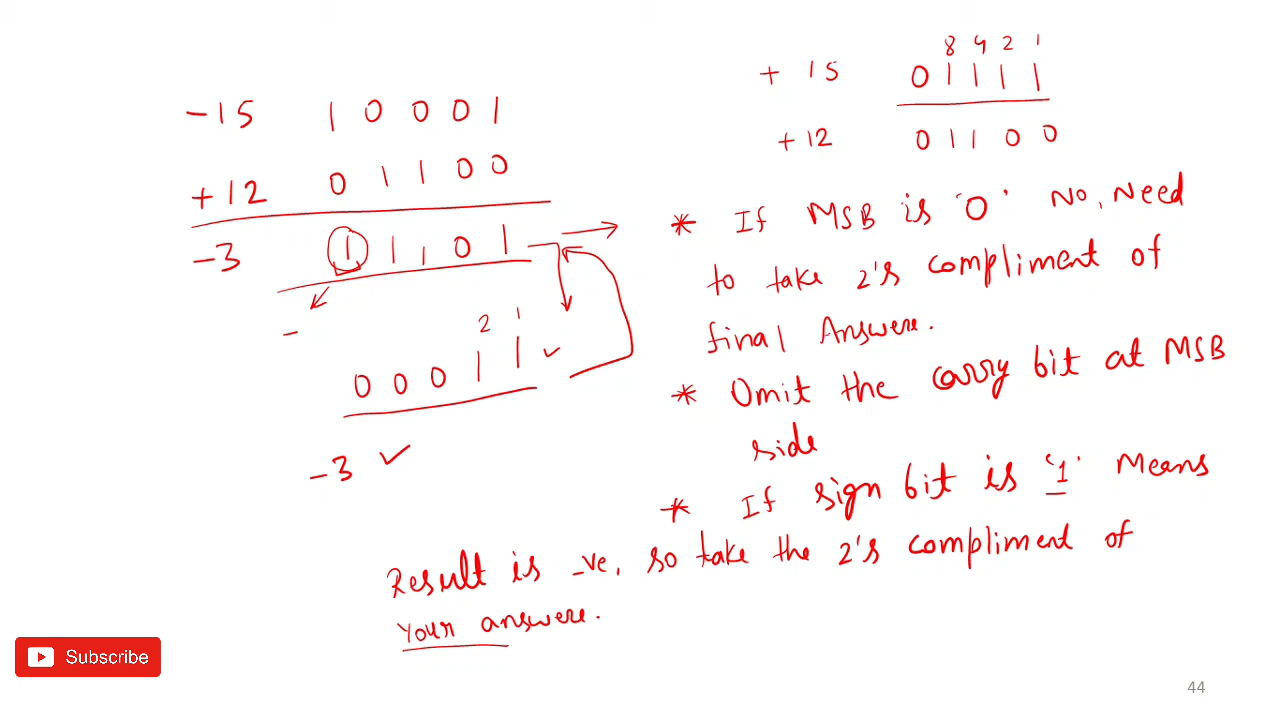 8 4 2 1
+ 15 0 1 1 1 1
+12 0 1 1 0 0
-15 1 0 0 0 1
+12 0 1 1 0 0
-3 1 1 1 0 1
-
2 1
0 0 0 1 1 ✓
-3 ✓
* If MSB is '0' No, Need
to take 2's compliment of
final Answere.
* Omit the carry bit at MSB
side
* If sign bit is '1' Means
Result is -ve, so take the 2's compliment of
Your answere.
Subscribe
44